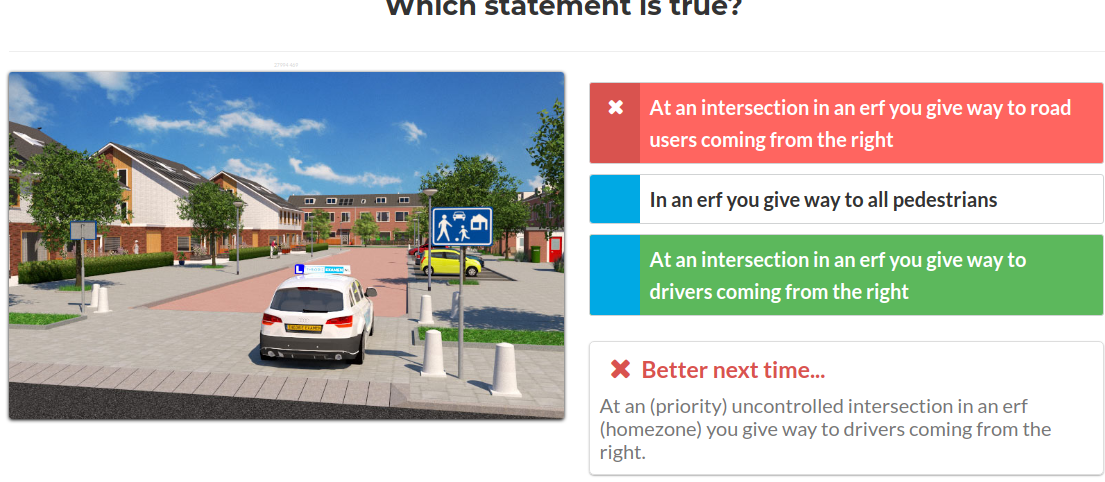 Which statement is true?
At an intersection in an erf you give way to road
users coming from the right
In an erf you give way to all pedestrians
At an intersection in an erf you give way to
drivers coming from the right
L
✖ Better next time...
At an (priority) uncontrolled intersection in an erf
(homezone) you give way to drivers coming from the
right.